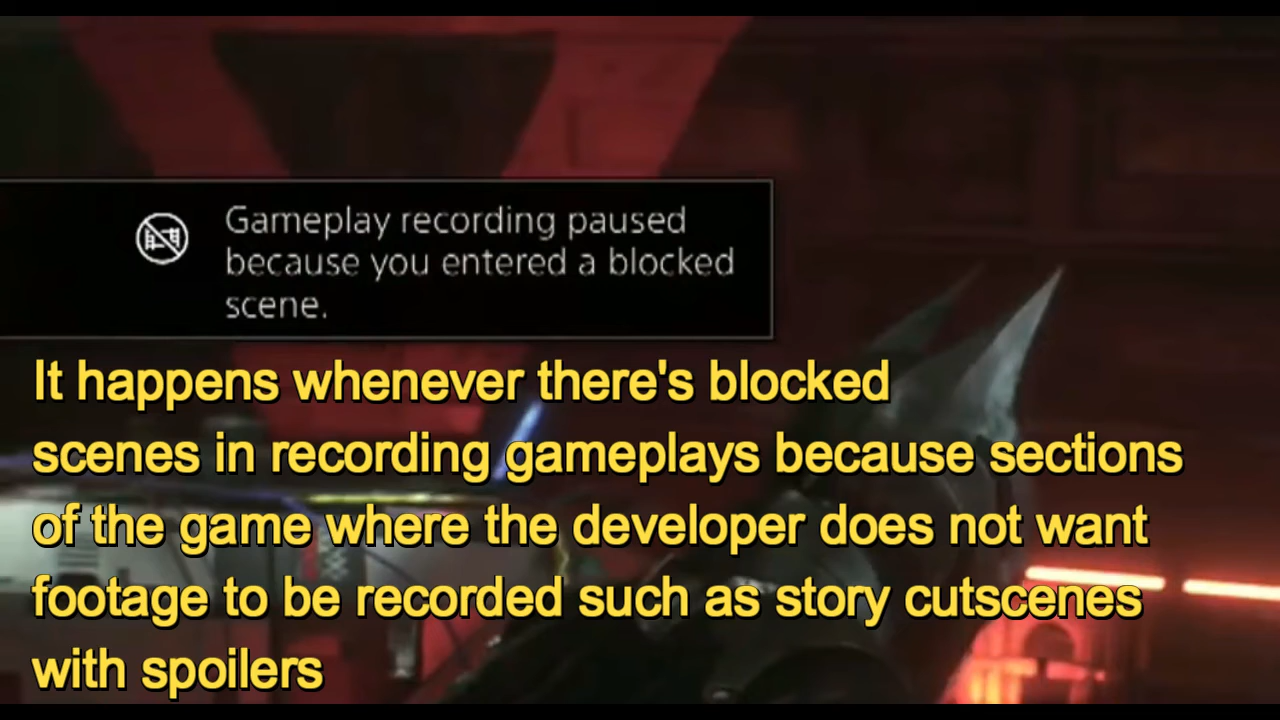 Gameplay recording paused
because you entered a blocked
scene.
It happens whenever there's blocked
scenes in recording gameplays because sections
of the game where the developer does not want
footage to be recorded such as story cutscenes
with spoilers